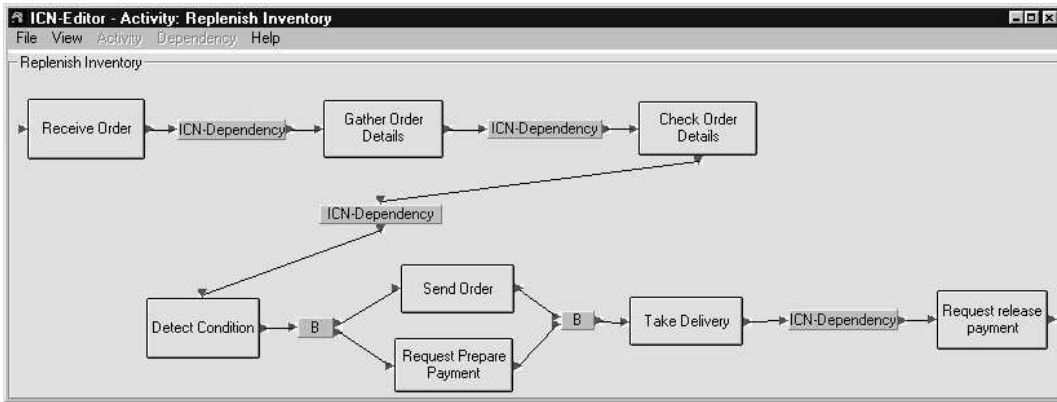 ICN-Editor - Activity: Replenish Inventory
File View Activity Dependency Help
Replenish Inventory
Receive Order
ICN-Dependency
Gather Order
Details
ICN-Dependency
Check Order
Details
ICN-Dependency
Detect Condition
B
Send Order
Request Prepare
Payment
B
Take Delivery
ICN-Dependency
Request release
payment